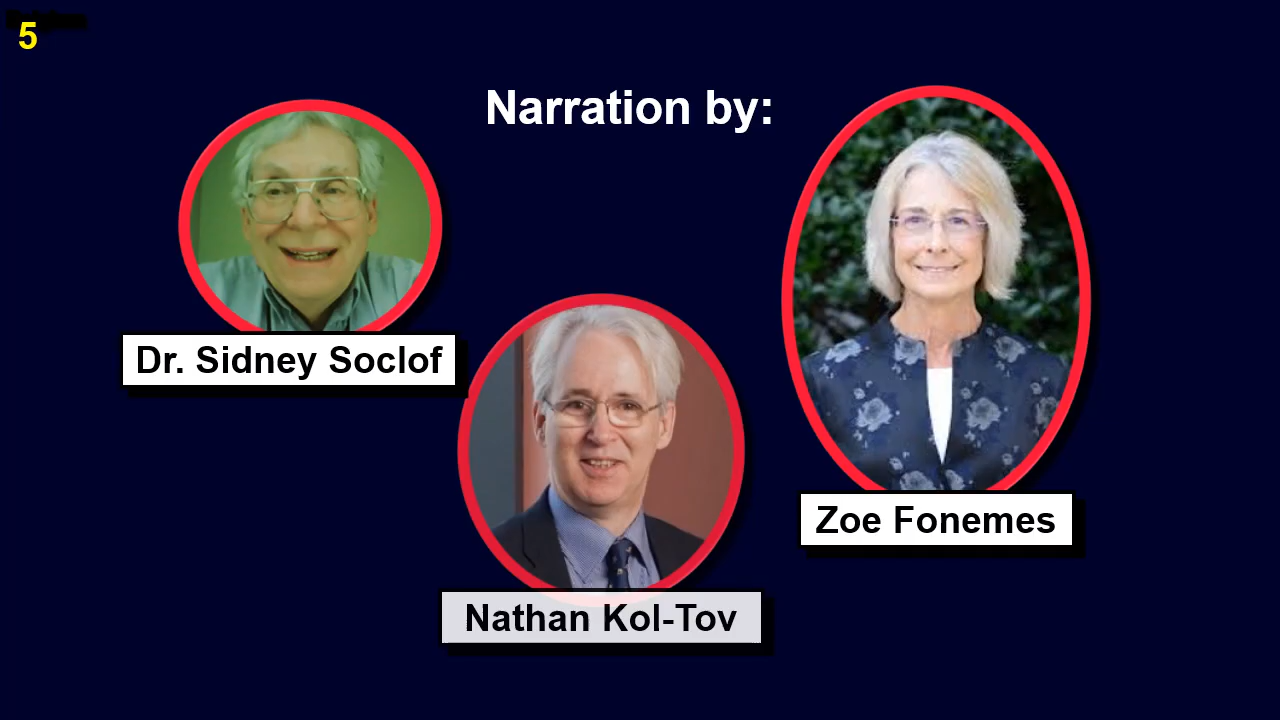 5
Narration by:
Dr. Sidney Soclof
Nathan Kol-Tov
Zoe Fonemes